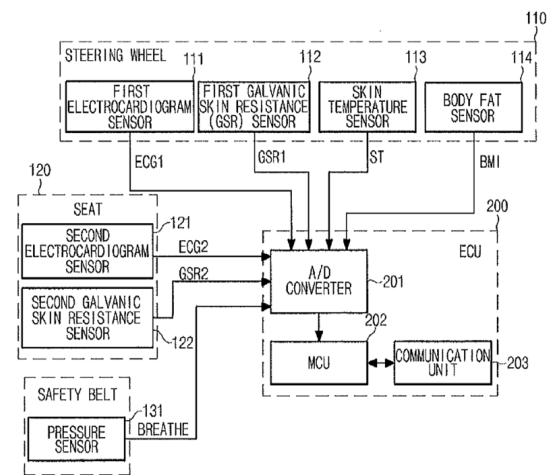 110
STEERING WHEEL
111
112
113
114
FIRST
ELECTROCARDIOGRAM
SENSOR
FIRST GALVANIC
SKIN RESISTANCE
(GSR) SENSOR
SKIN
TEMPERATURE
SENSOR
BODY FAT
SENSOR
ECG1
GSR1
ST
BMI
120
SEAT
121
SECOND
ELECTROCARDIOGRAM
SENSOR
ECG2
SECOND GALVANIC
SKIN RESISTANCE
SENSOR
GSR2
122
200
ECU
A/D
CONVERTER
201
202
MCU
COMMUNICATION
UNIT
203
SAFETY BELT
131
PRESSURE
SENSOR
BREATHE